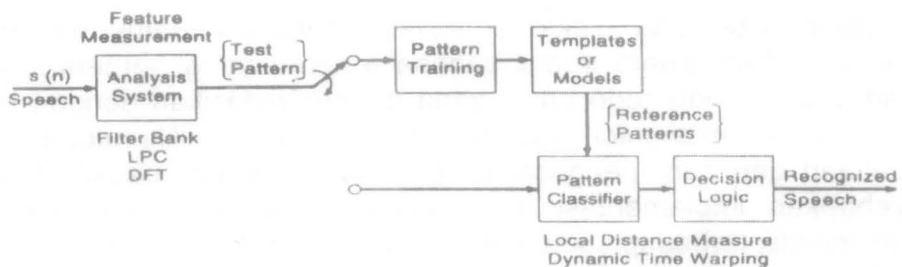 Feature
Measurement
s (n)
Speech
Analysis
System
Filter Bank
LPC
DFT
{Test
Pattern}
Pattern
Training
Templates
or
Models
{Reference
Patterns}
Pattern
Classifier
Decision
Logic
Recognized
Speech
Local Distance Measure
Dynamic Time Warping